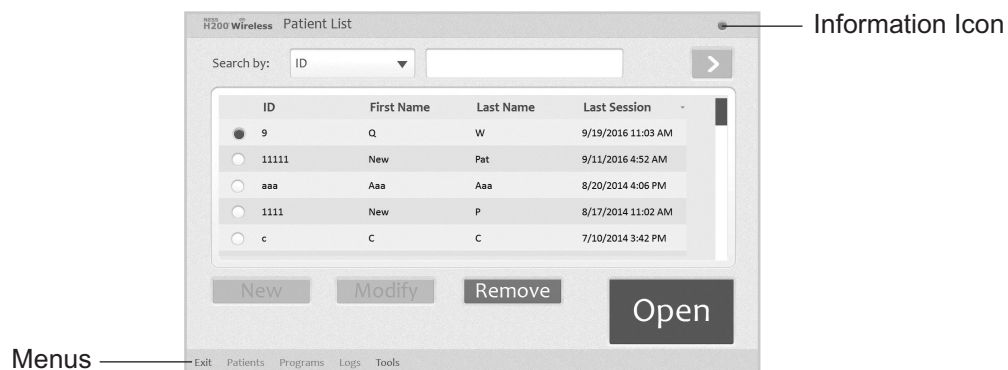 NESS
H200 Wireless Patient List
Information Icon
Search by: ID
ID First Name Last Name Last Session
9 Q W 9/19/2016 11:03 AM
11111 New Pat 9/11/2016 4:52 AM
aaa Aaa Aaa 8/20/2014 4:06 PM
1111 New P 8/17/2014 11:02 AM
c C C 7/10/2014 3:42 PM
New Modify Remove Open
Menus
Exit Patients Programs Logs Tools